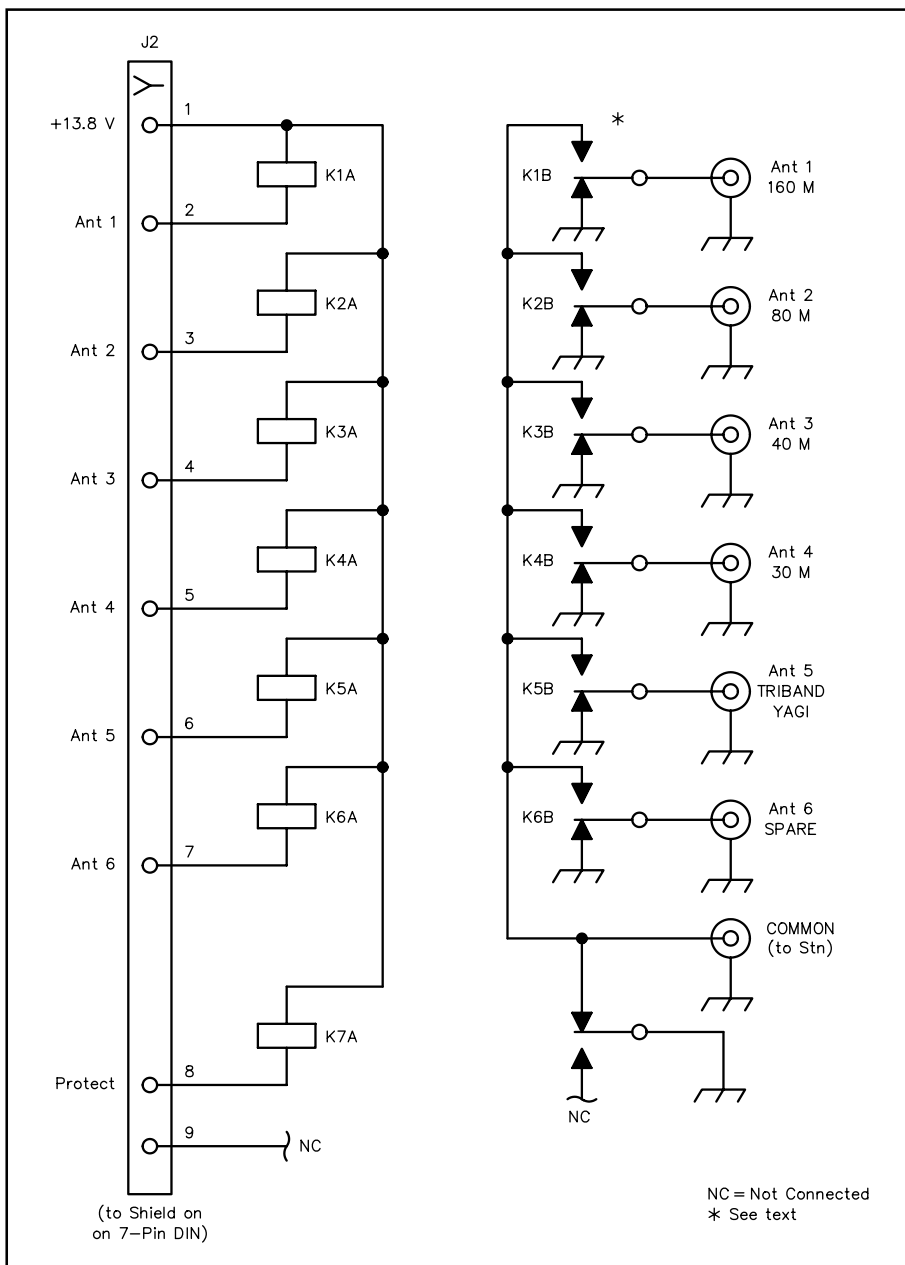 J2
+13.8 V
1
K1A
Ant 1
2
K2A
Ant 2
3
K3A
Ant 3
4
K4A
Ant 4
5
K5A
Ant 5
6
K6A
Ant 6
7
K7A
Protect
8
9
NC
(to Shield on
on 7-Pin DIN)
*
K1B
Ant 1
160 M
K2B
Ant 2
80 M
K3B
Ant 3
40 M
K4B
Ant 4
30 M
K5B
Ant 5
TRIBAND
YAGI
K6B
Ant 6
SPARE
COMMON
(to Stn)
NC
NC = Not Connected
* See text